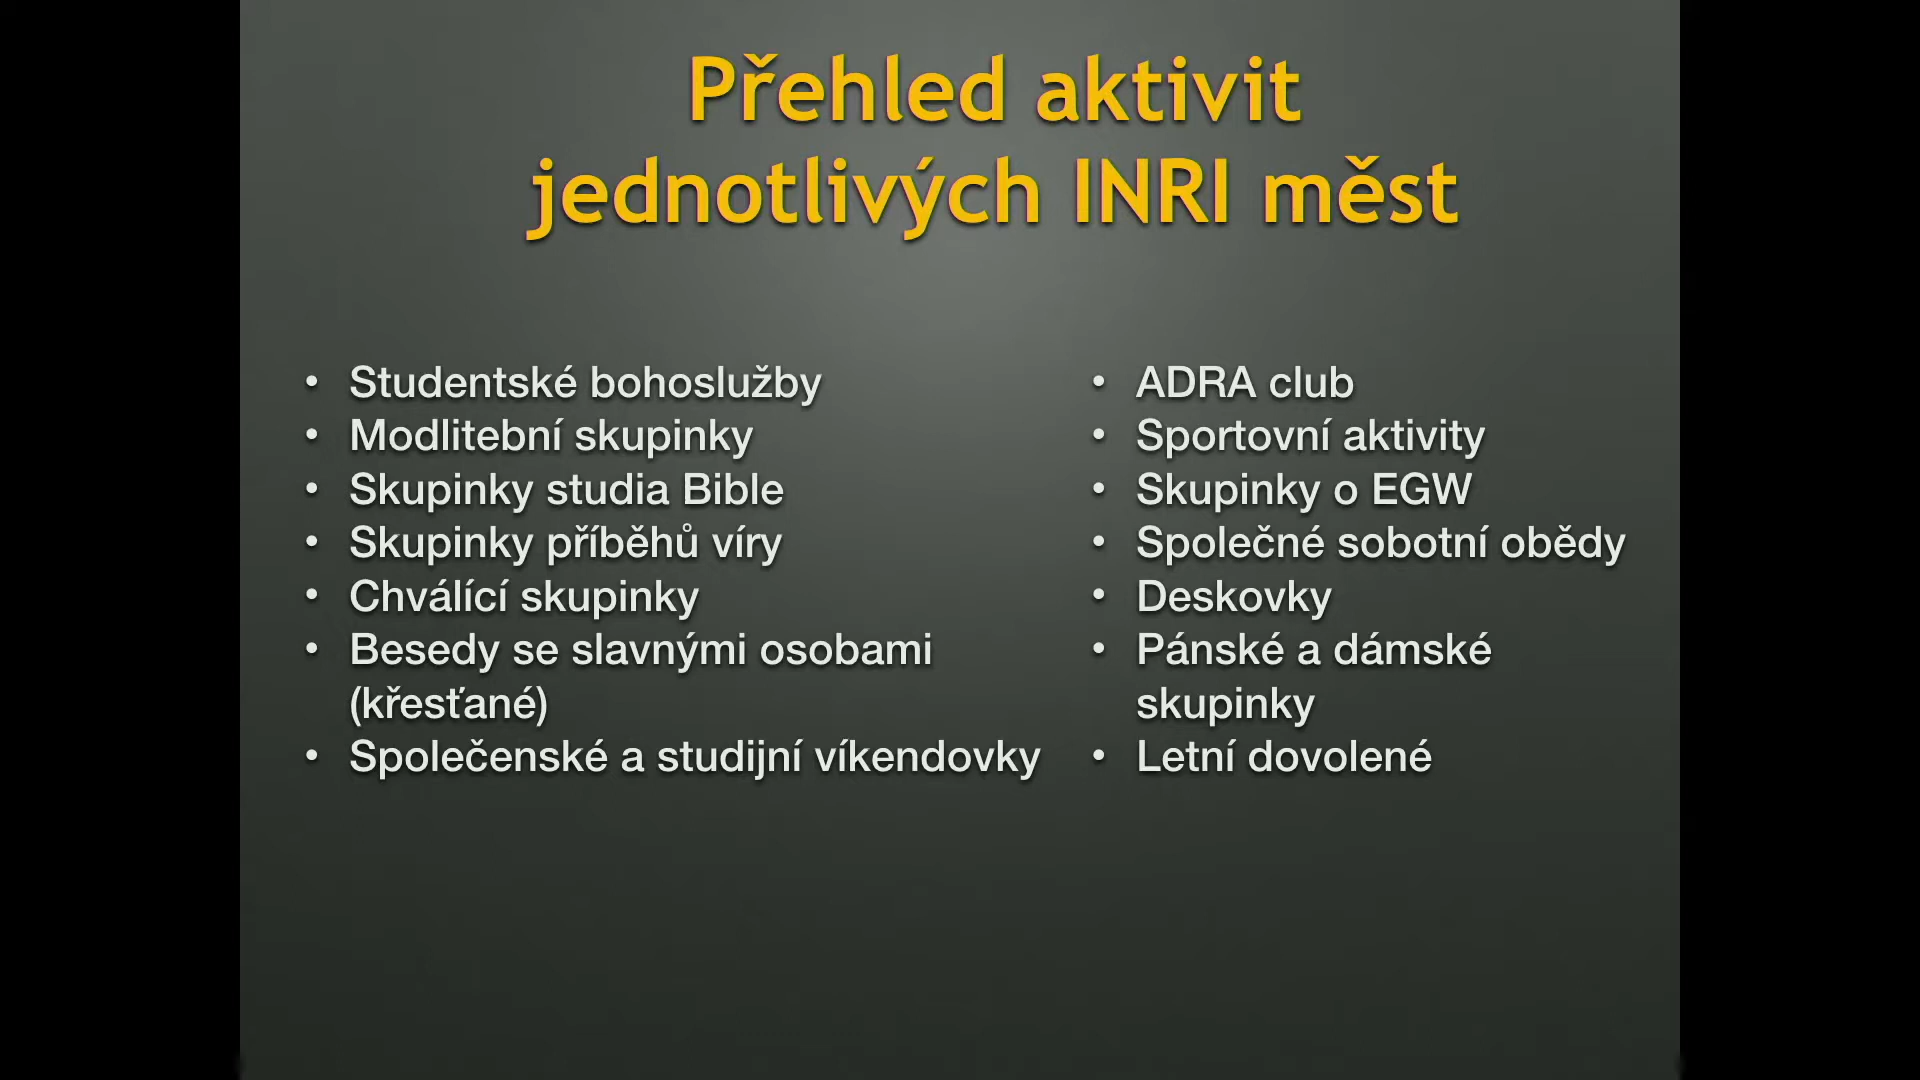 Přehled aktivit
jednotlivých INRI měst
• Studentské bohoslužby
• Modlitební skupinky
• Skupinky studia Bible
• Skupinky příběhů víry
• Chválící skupinky
• Besedy se slavnými osobami
(křesťané)
• Společenské a studijní víkendovky
• ADRA club
• Sportovní aktivity
• Skupinky o EGW
• Společné sobotní obědy
• Deskovky
• Pánské a dámské
skupinky
• Letní dovolené